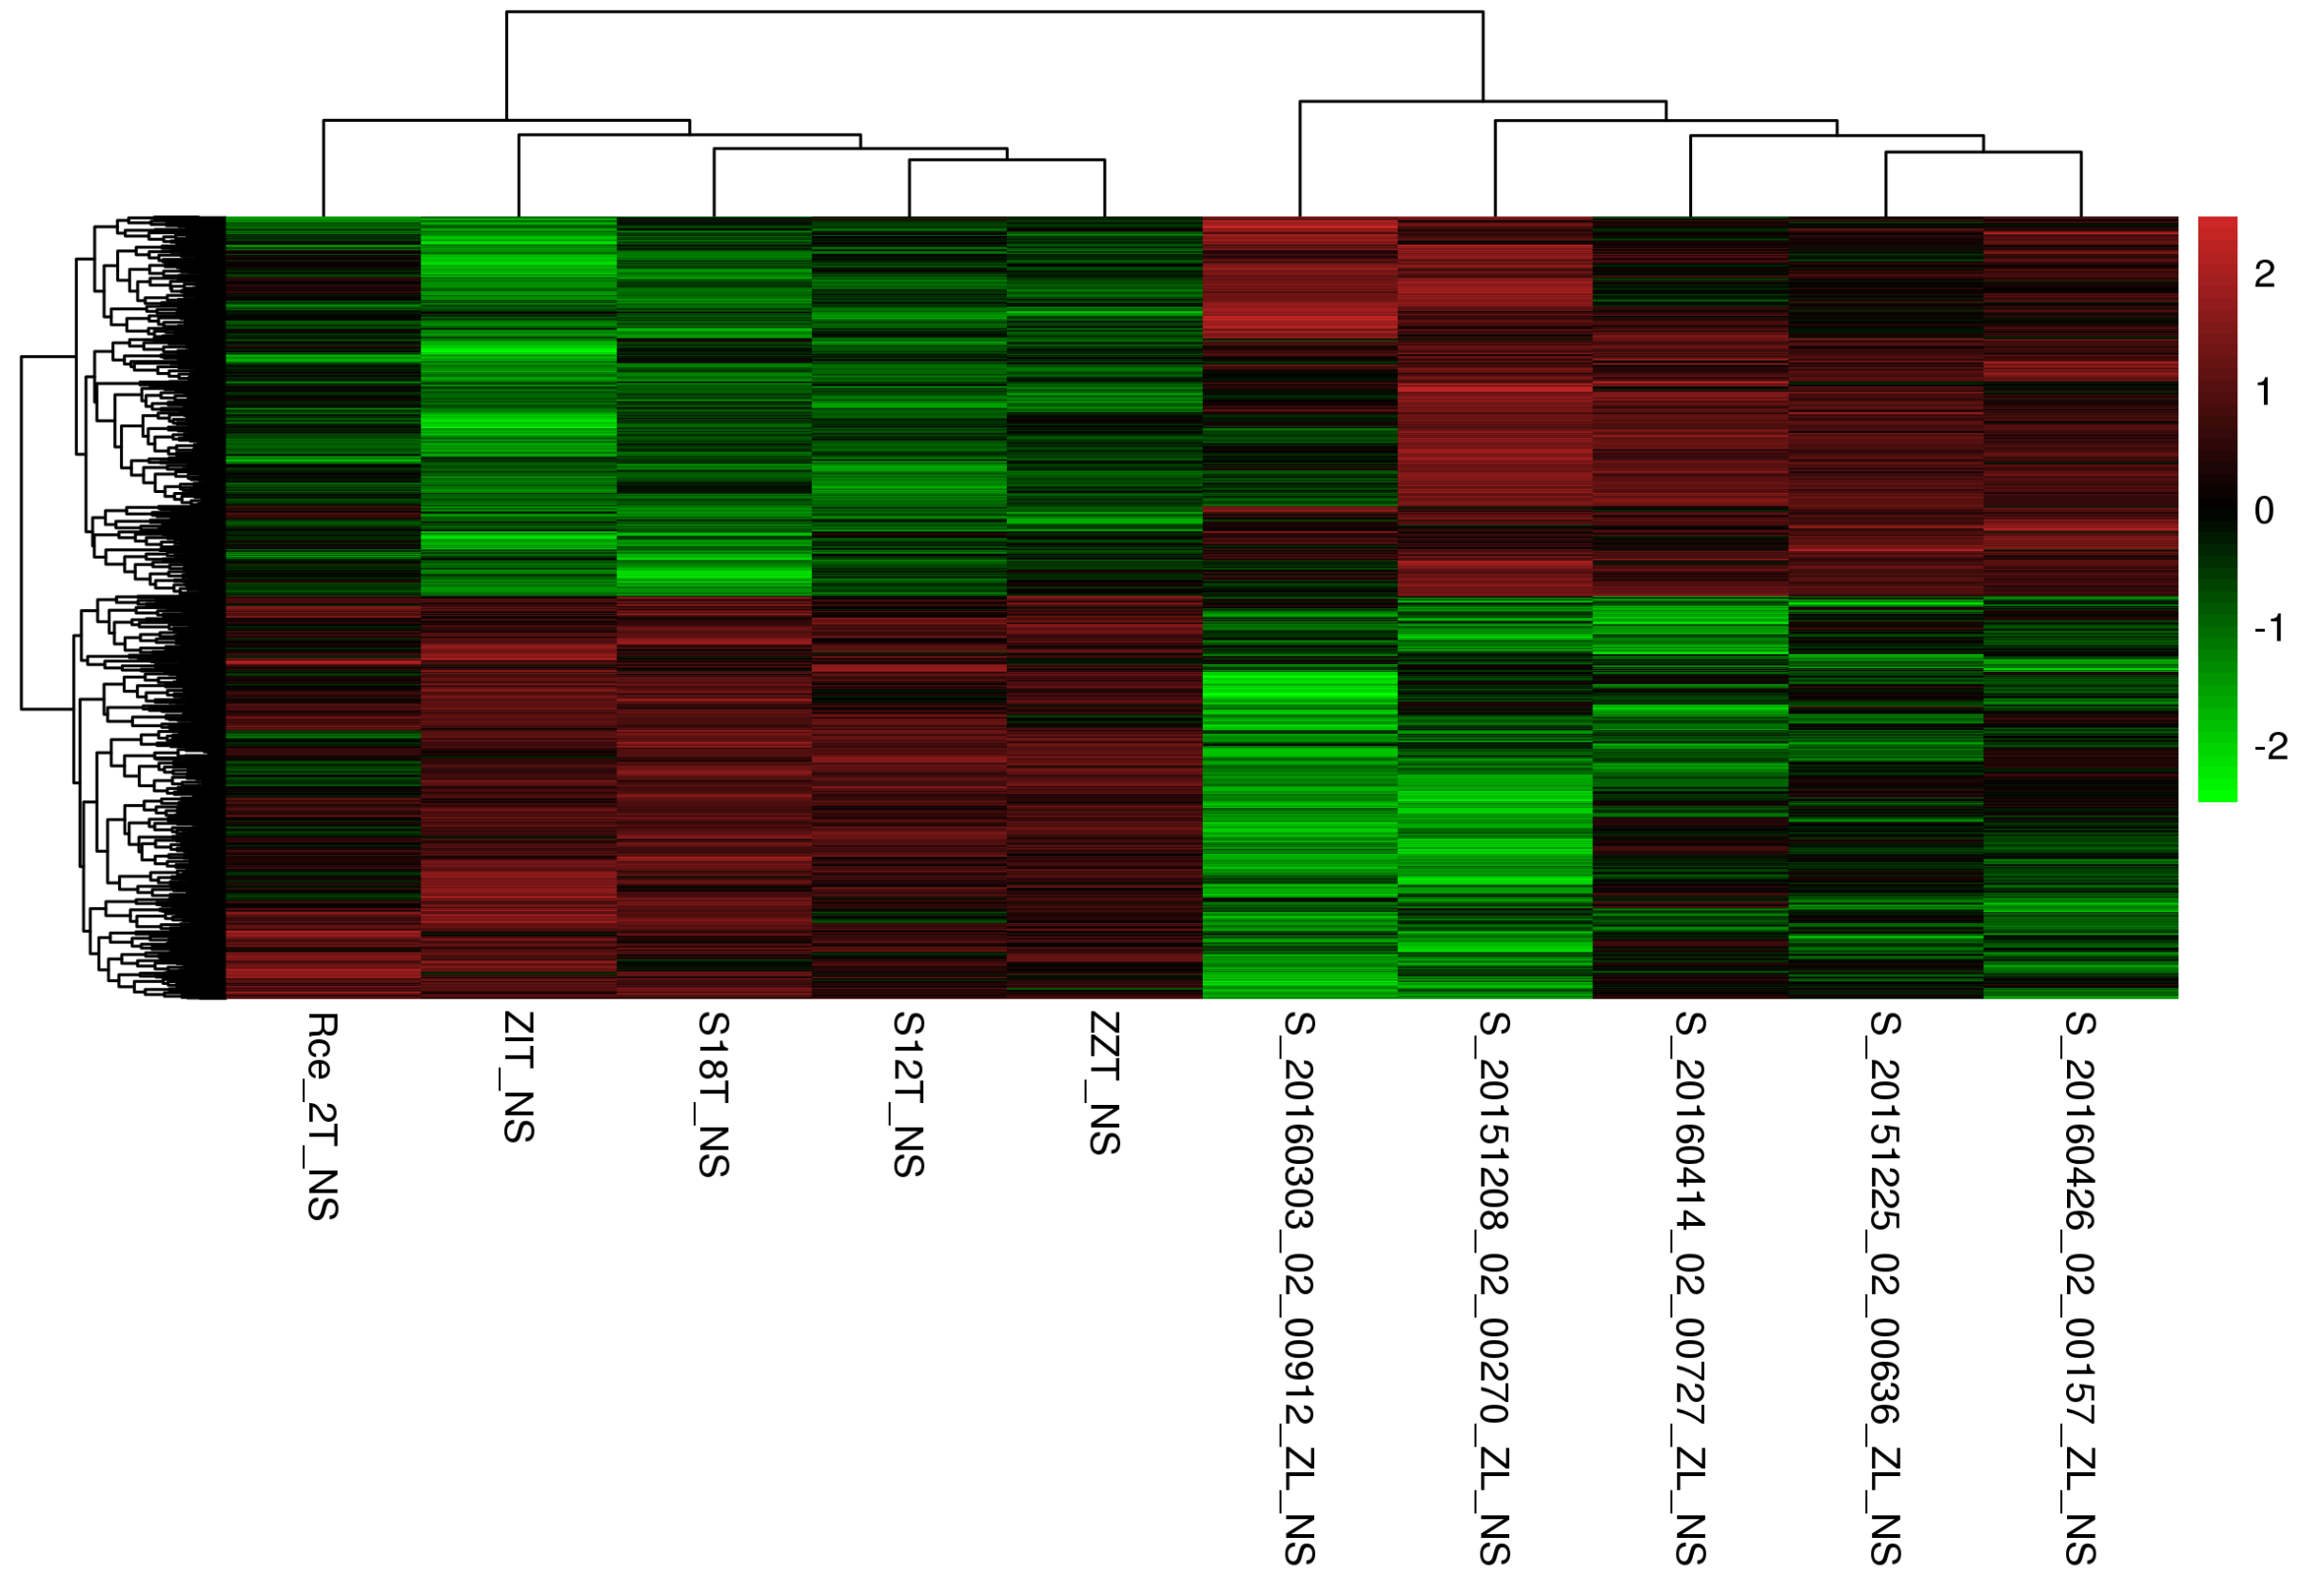 2
1
0
-1
-2
Rce_2T_NS
ZIT_NS
S18T_NS
S12T_NS
ZZT_NS
S_20160303_02_00912_ZL_NS
S_20151208_02_00270_ZL_NS
S_20160414_02_00727_ZL_NS
S_20151225_02_00636_ZL_NS
S_20160426_02_00157_ZL_NS